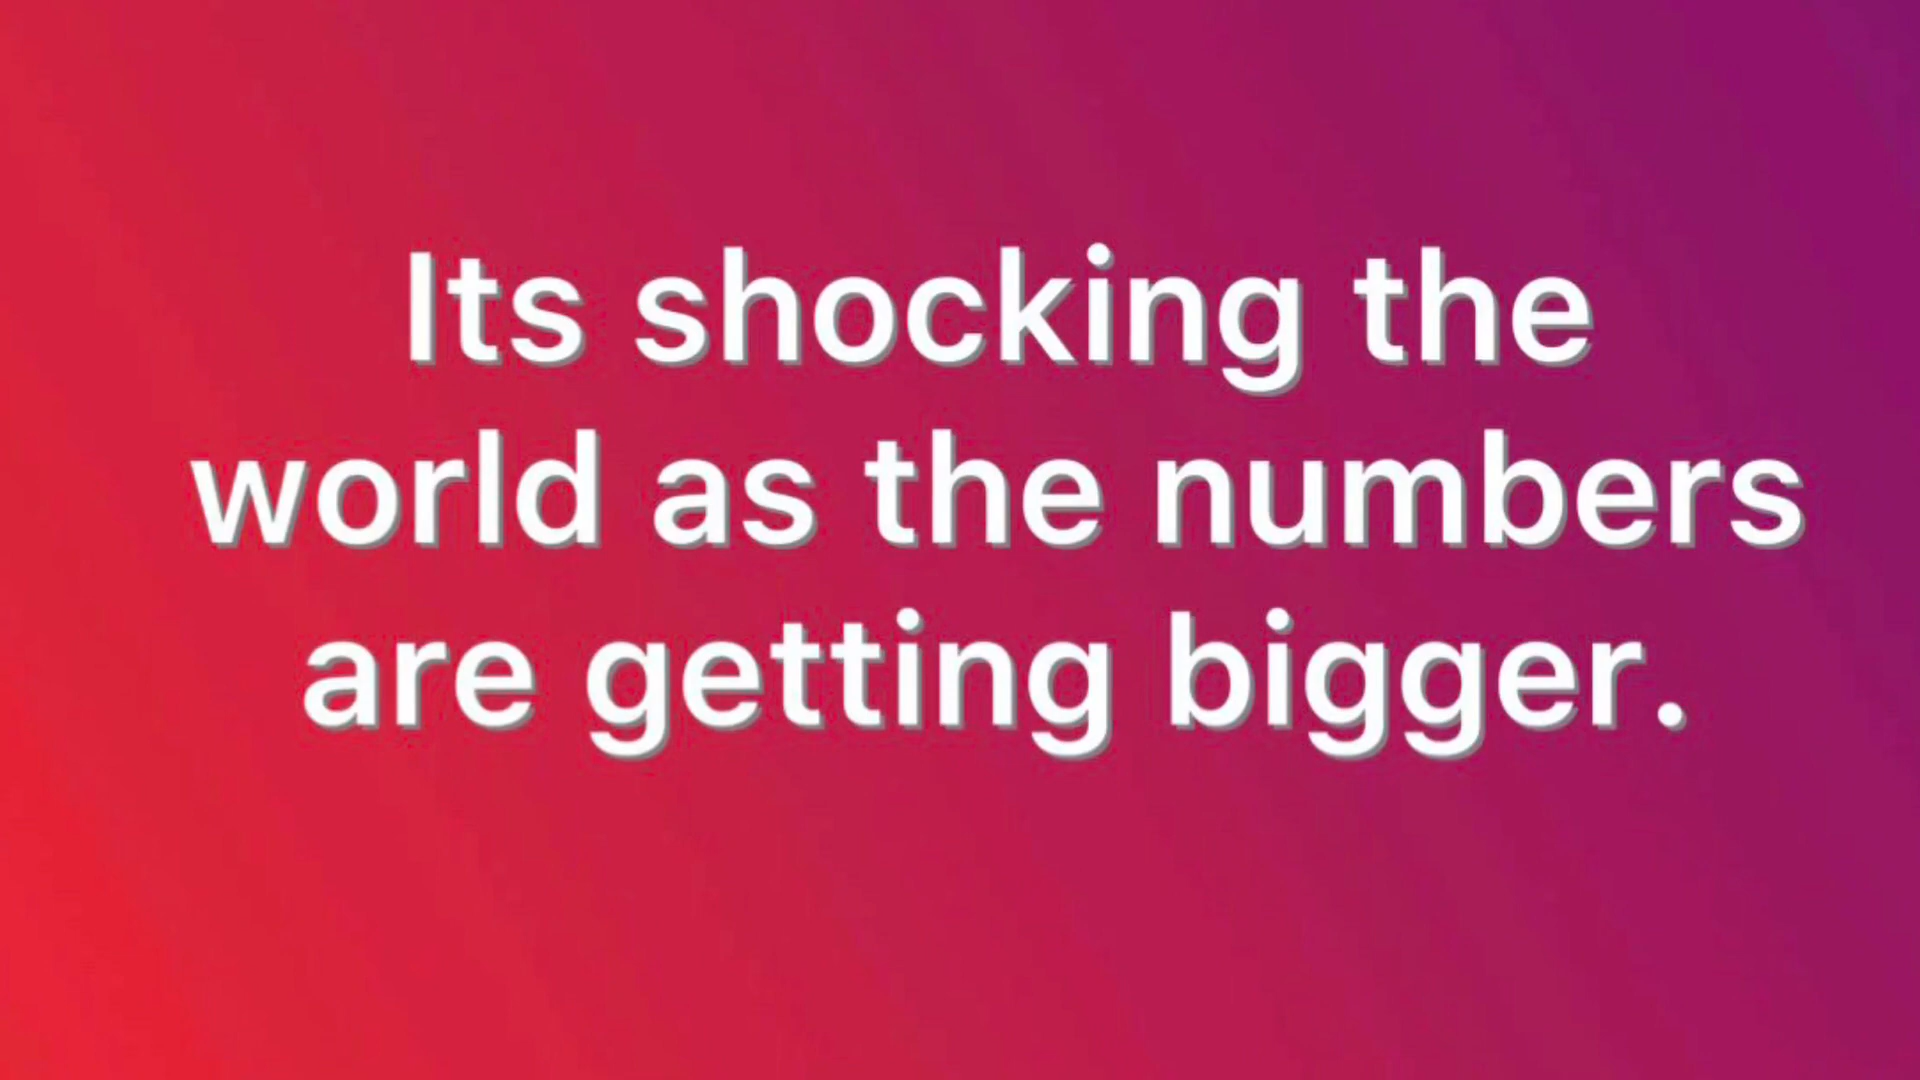 Its shocking the
world as the numbers
are getting bigger.